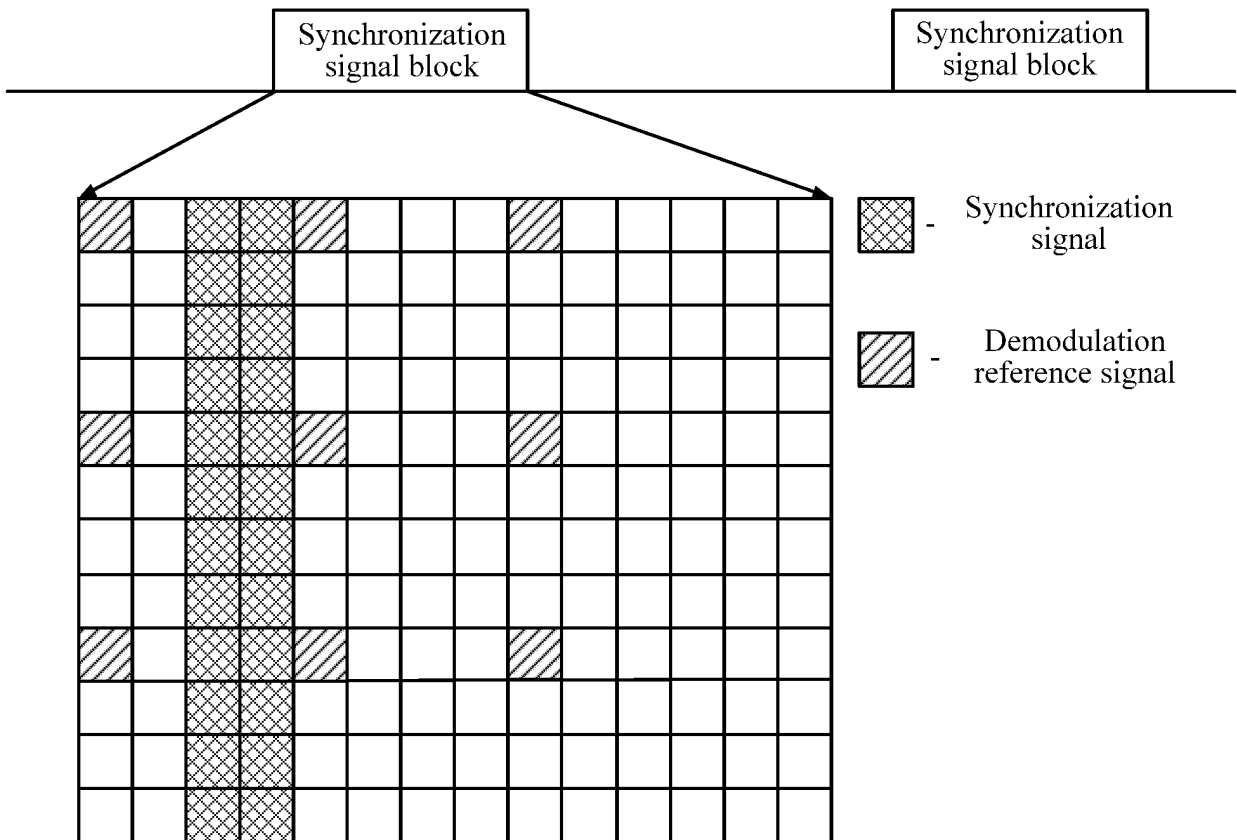 Synchronization
signal block
Synchronization
signal block
- Synchronization
signal
- Demodulation
reference signal